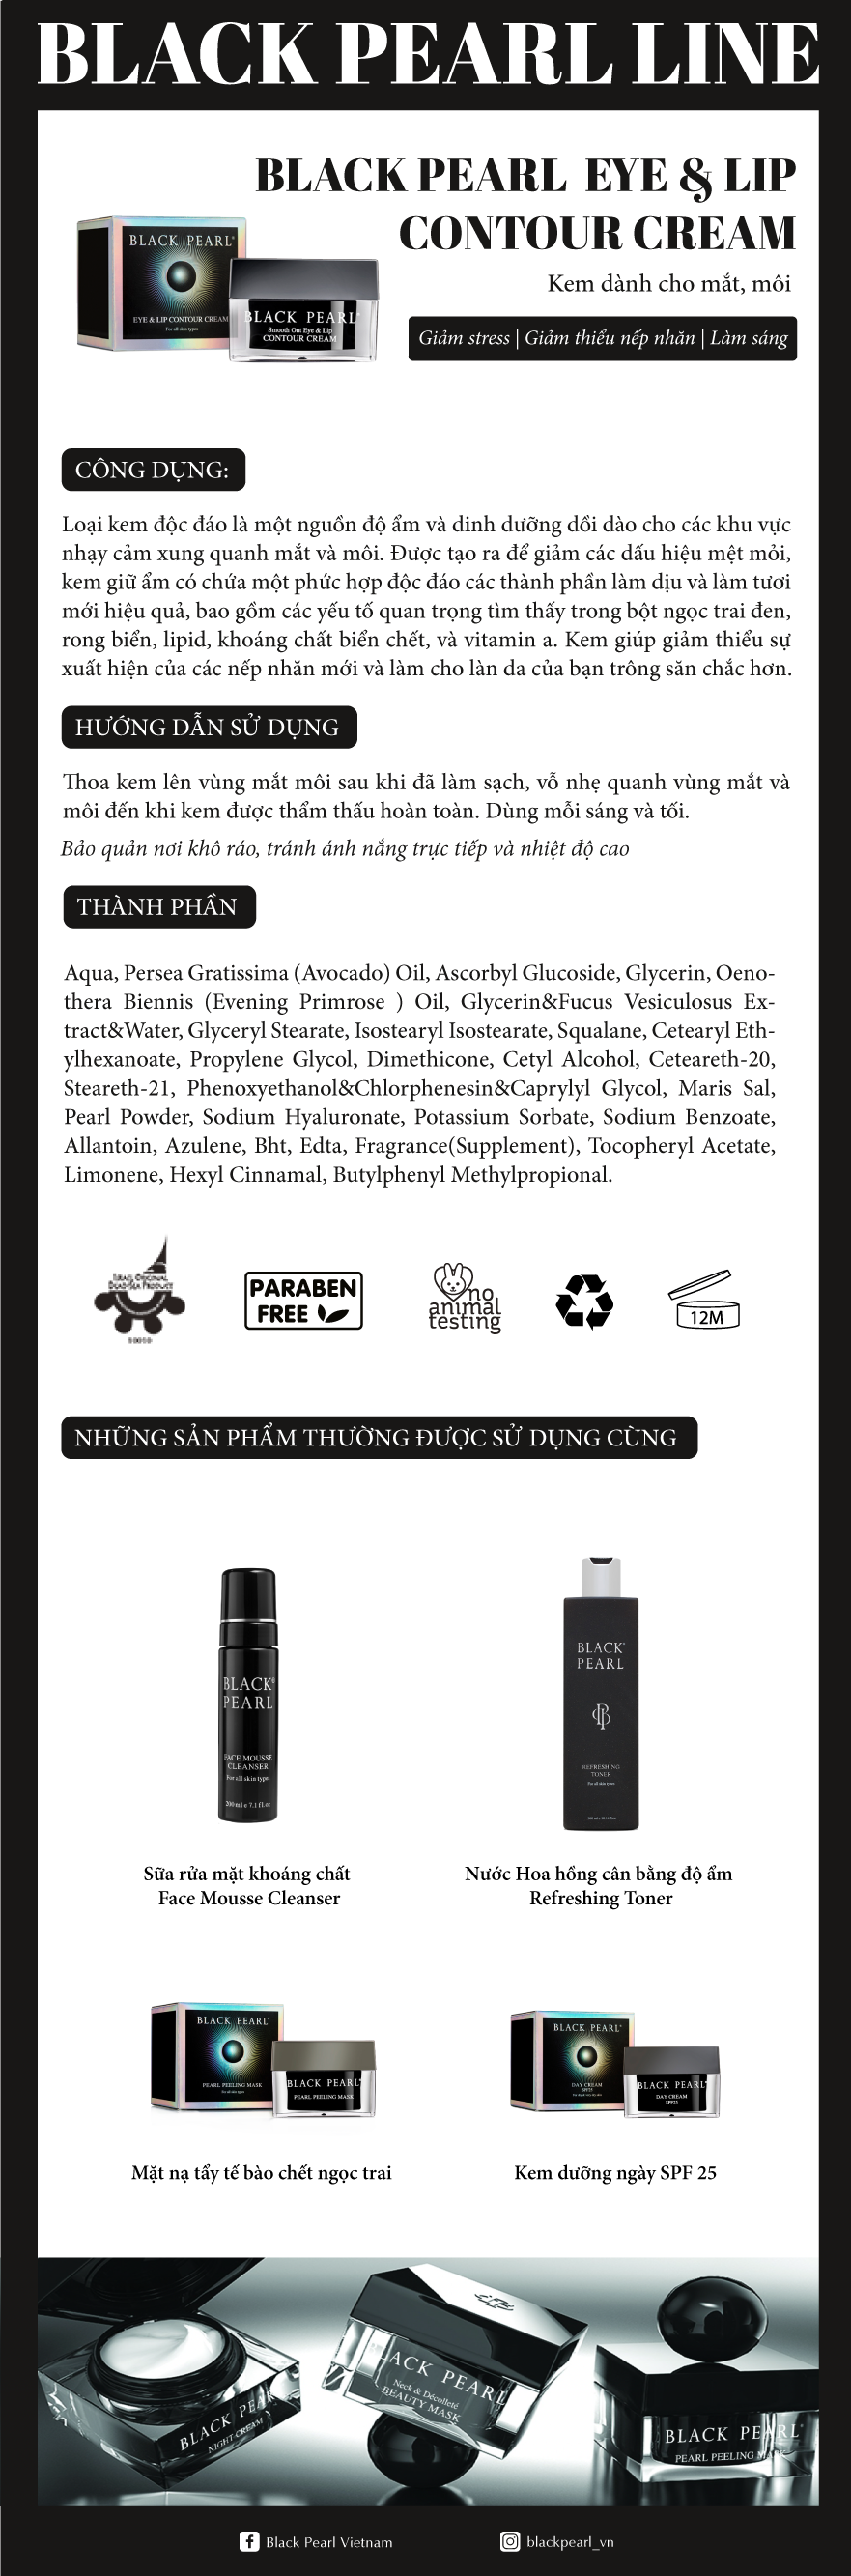 BLACK PEARL LINE
BLACK PEARL EYE & LIP
CONTOUR CREAM
Kem dành cho mắt, môi
Giảm stress | Giảm thiểu nếp nhăn | Làm sáng
BLACK PEARL®
EYE & LIP CONTOUR CREAM
For all skin types
BLACK PEARL®
Smooth Out Eye & Lip
CONTOUR CREAM
CÔNG DỤNG:
Loại kem độc đáo là một nguồn độ ẩm và dinh dưỡng dồi dào cho các khu vực
nhạy cảm xung quanh mắt và môi. Được tạo ra để giảm các dấu hiệu mệt mỏi,
kem giữ ẩm có chứa một phức hợp độc đáo các thành phần làm dịu và làm tươi
mới hiệu quả, bao gồm các yếu tố quan trọng tìm thấy trong bột ngọc trai đen,
rong biển, lipid, khoáng chất biển chết, và vitamin a. Kem giúp giảm thiểu sự
xuất hiện của các nếp nhăn mới và làm cho làn da của bạn trông săn chắc hơn.
HƯỚNG DẪN SỬ DỤNG
Thoa kem lên vùng mắt môi sau khi đã làm sạch, vỗ nhẹ quanh vùng mắt và
môi đến khi kem được thẩm thấu hoàn toàn. Dùng mỗi sáng và tối.
Bảo quản nơi khô ráo, tránh ánh nắng trực tiếp và nhiệt độ cao
THÀNH PHẦN
Aqua, Persea Gratissima (Avocado) Oil, Ascorbyl Glucoside, Glycerin, Oeno-
thera Biennis (Evening Primrose ) Oil, Glycerin&Fucus Vesiculosus Ex-
tract&Water, Glyceryl Stearate, Isostearyl Isostearate, Squalane, Cetearyl Eth-
ylhexanoate, Propylene Glycol, Dimethicone, Cetyl Alcohol, Ceteareth-20,
Steareth-21, Phenoxyethanol&Chlorphenesin&Caprylyl Glycol, Maris Sal,
Pearl Powder, Sodium Hyaluronate, Potassium Sorbate, Sodium Benzoate,
Allantoin, Azulene, Bht, Edta, Fragrance(Supplement), Tocopheryl Acetate,
Limonene, Hexyl Cinnamal, Butylphenyl Methylpropional.
ISRAEL ORIGINAL
DEAD-SEA PRODUCT
10010
PARABEN
FREE
no
animal
testing
12M
NHỮNG SẢN PHẨM THƯỜNG ĐƯỢC SỬ DỤNG CÙNG
BLACK®
PEARL
FACE MOUSSE
CLEANSER
For all skin types
200 ml e 7.1 fl.oz
BLACK®
PEARL
REFRESHING
TONER
For all skin types
Sữa rửa mặt khoáng chất
Face Mousse Cleanser
Nước Hoa hồng cân bằng độ ẩm
Refreshing Toner
BLACK PEARL®
PEARL PEELING MASK
For all skin types
BLACK PEARL®
PEARL PEELING MASK
BLACK PEARL®
DAY CREAM
SPF25
BLACK PEARL®
DAY CREAM
SPF25
Mặt nạ tẩy tế bào chết ngọc trai
Kem dưỡng ngày SPF 25
BLACK PEA
NIGHT CREAM
LACK PEARL
Neck & Décolleté
BEAUTY MASK
BLACK PEARL®
PEARL PEELING MASK
Black Pearl Vietnam
blackpearl_vn